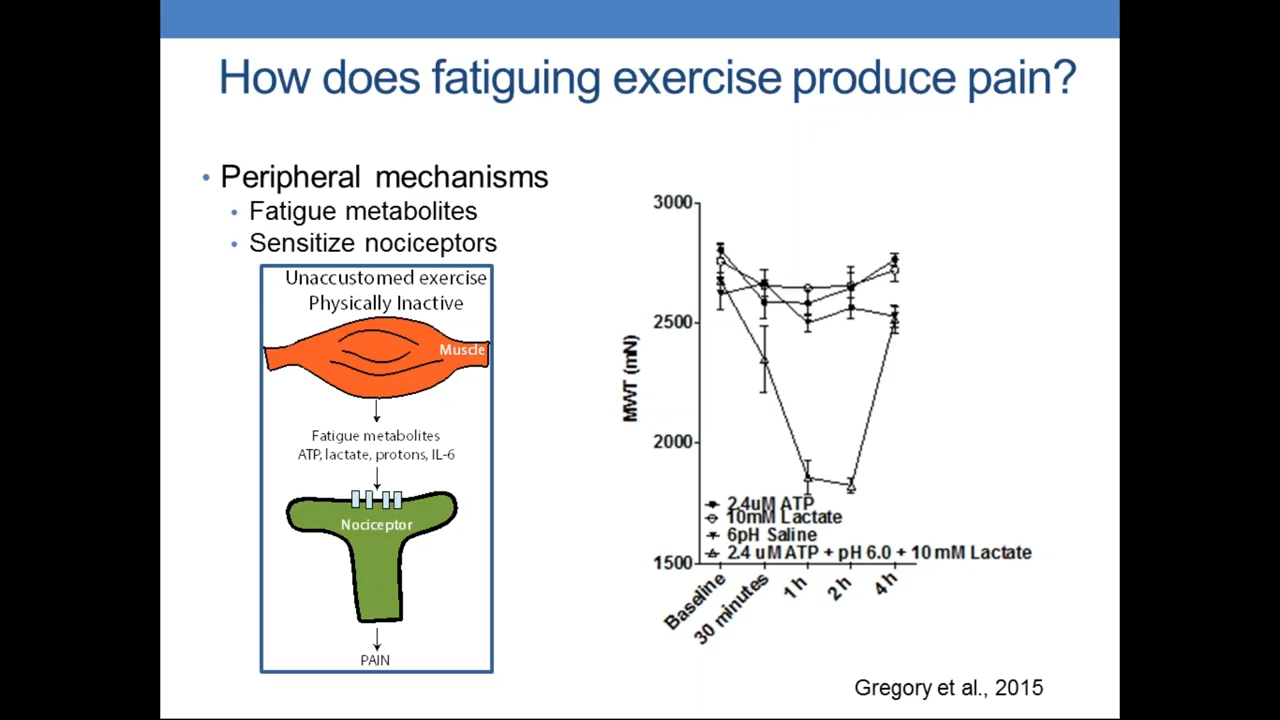 How does fatiguing exercise produce pain?
• Peripheral mechanisms
• Fatigue metabolites
• Sensitize nociceptors
Unaccustomed exercise
Physically Inactive
Muscle
Fatigue metabolites
ATP, lactate, protons, IL-6
Nociceptor
PAIN
3000
2500
2000
1500
MWT (mN)
2.4uM ATP
10mM Lactate
6pH Saline
2.4 uM ATP + pH 6.0 + 10 mM Lactate
Baseline
30 minutes
1 h
2 h
4 h
Gregory et al., 2015